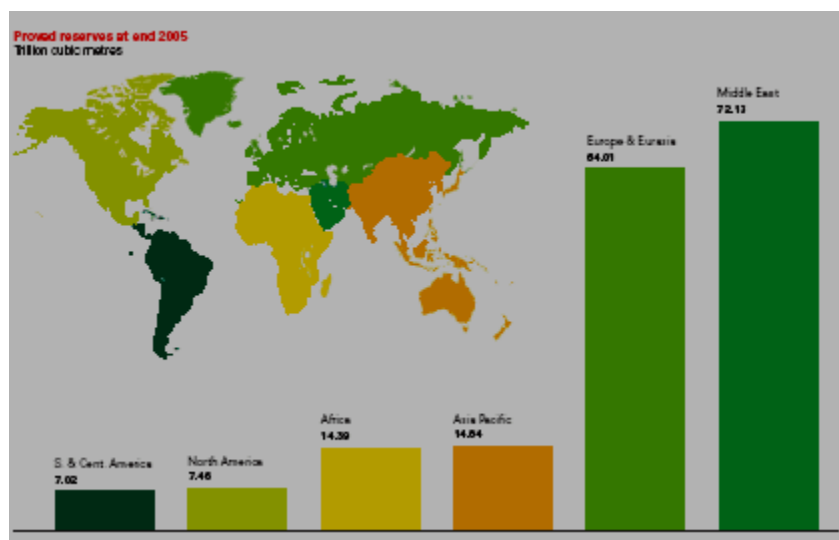 Proved reserves at end 2005
Trillion cubic metres
Middle East
72.13
Europe & Eurasia
64.01
Africa
14.39
Asia Pacific
14.84
S. & Cent. America
7.02
North America
7.46